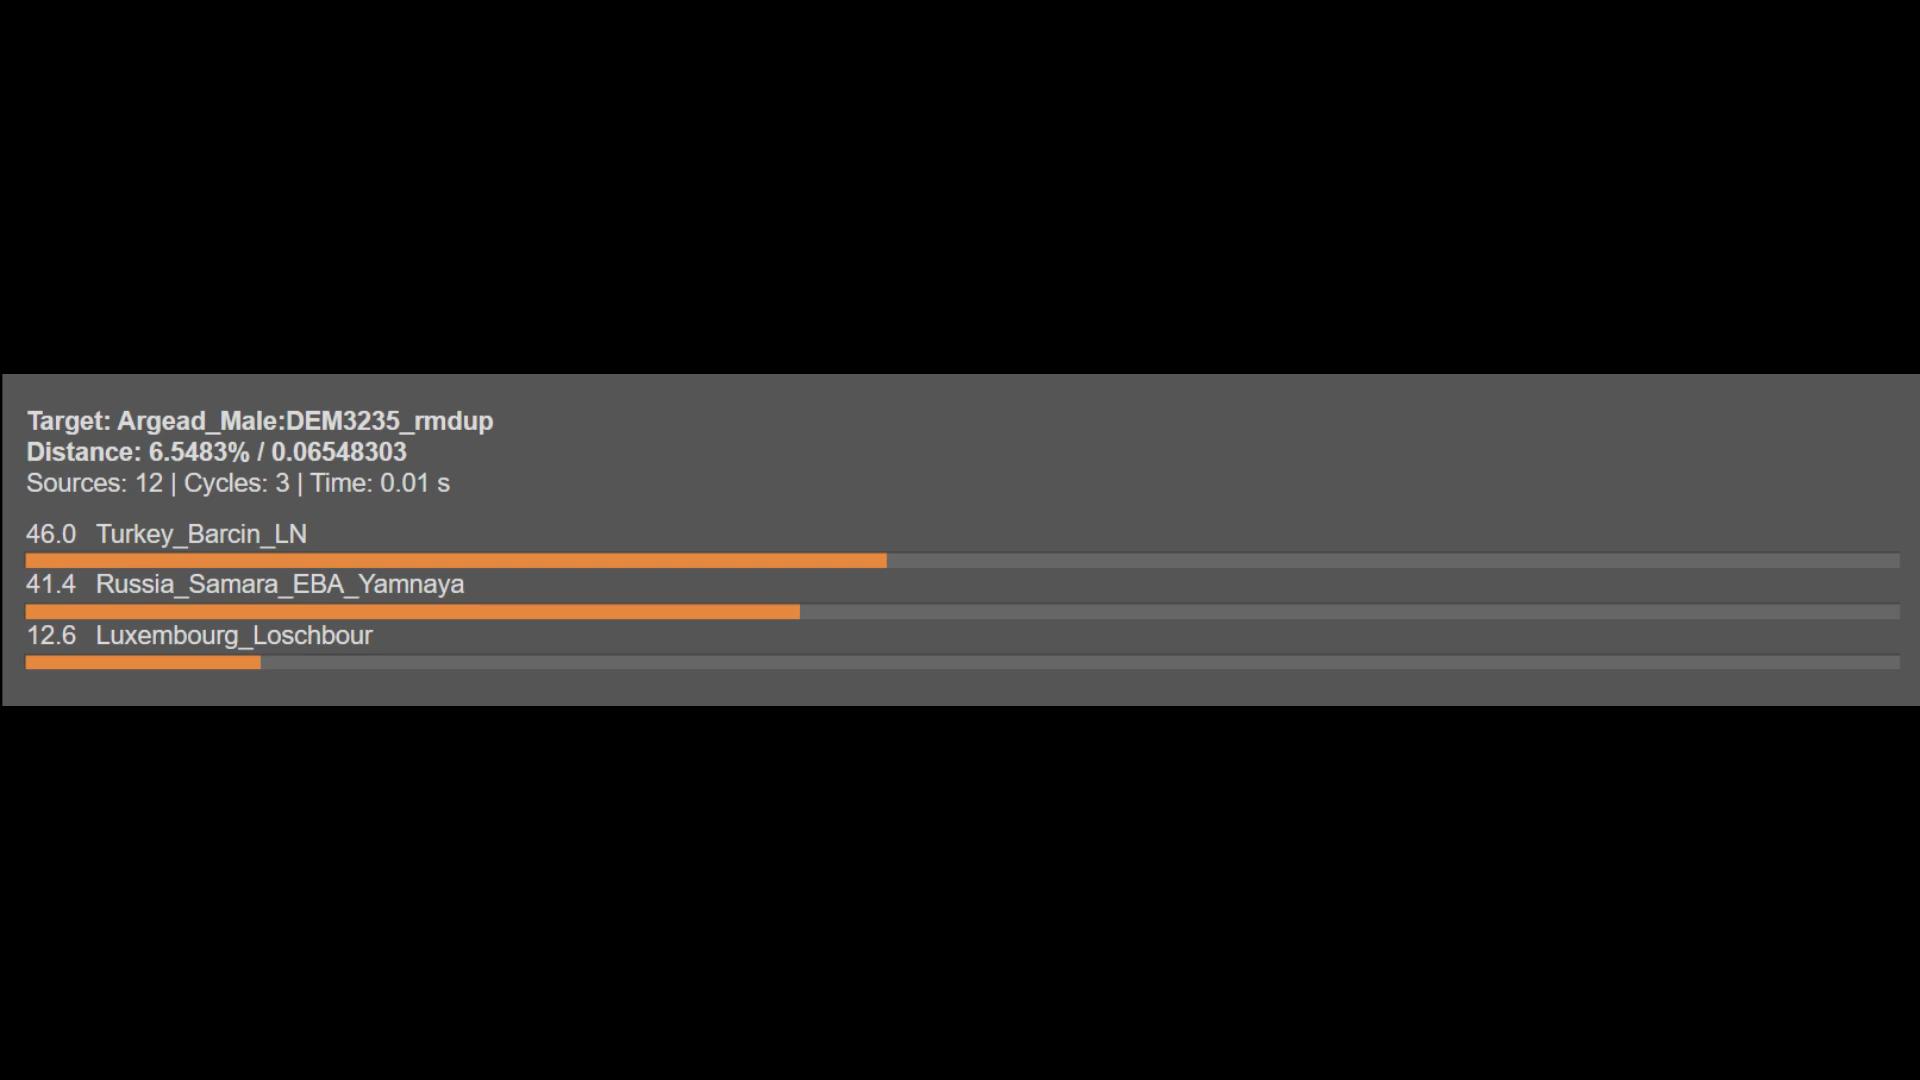 Target: Argead_Male:DEM3235_rmdup
Distance: 6.5483% / 0.06548303
Sources: 12 | Cycles: 3 | Time: 0.01 s
46.0 Turkey_Barcin_LN
41.4 Russia_Samara_EBA_Yamnaya
12.6 Luxembourg_Loschbour